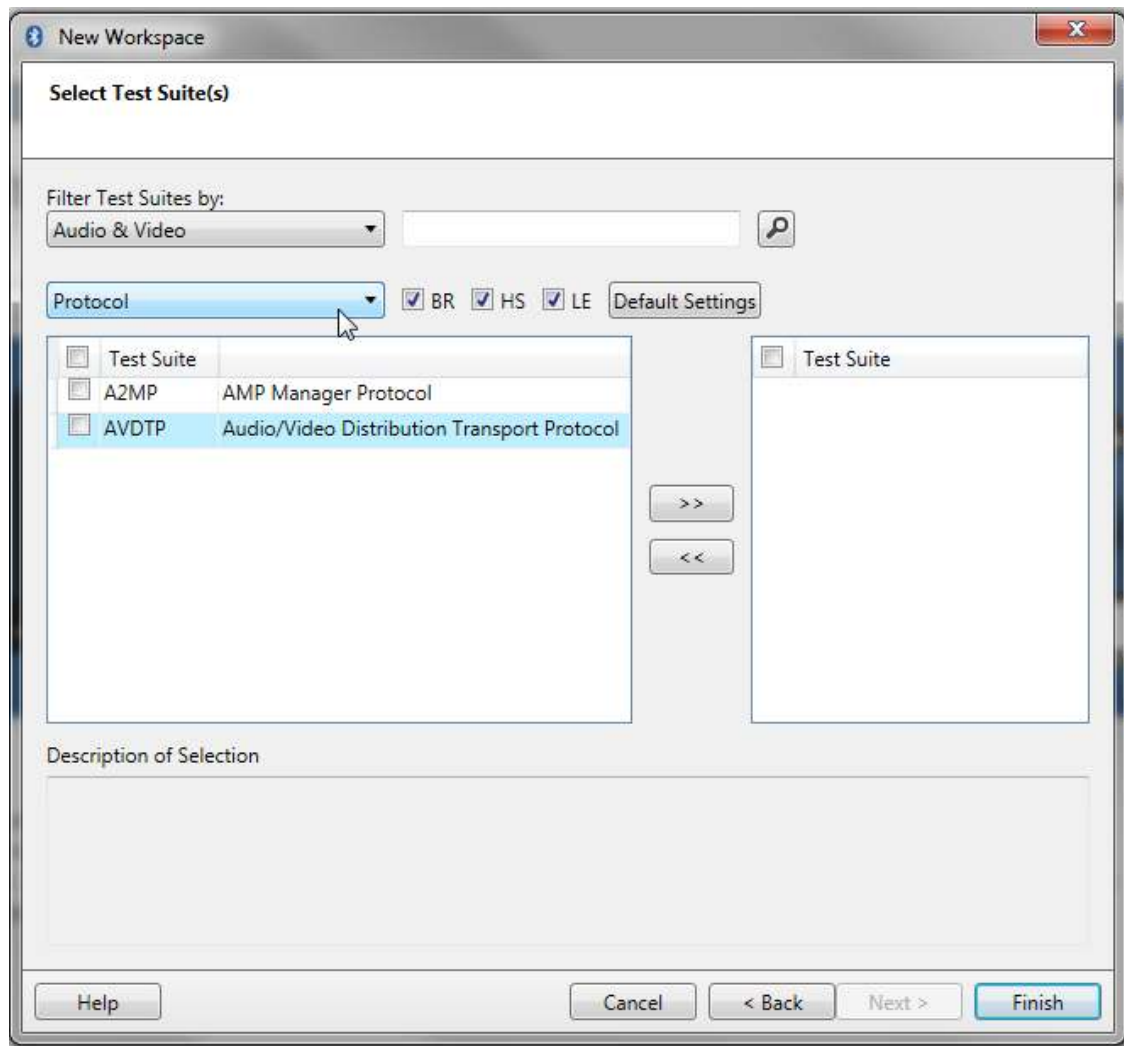 New Workspace
Select Test Suite(s)
Filter Test Suites by:
Audio & Video
Protocol BR HS LE Default Settings
Test Suite Test Suite
A2MP AMP Manager Protocol
AVDTP Audio/Video Distribution Transport Protocol
>>
<<
Description of Selection
Help Cancel < Back Next > Finish